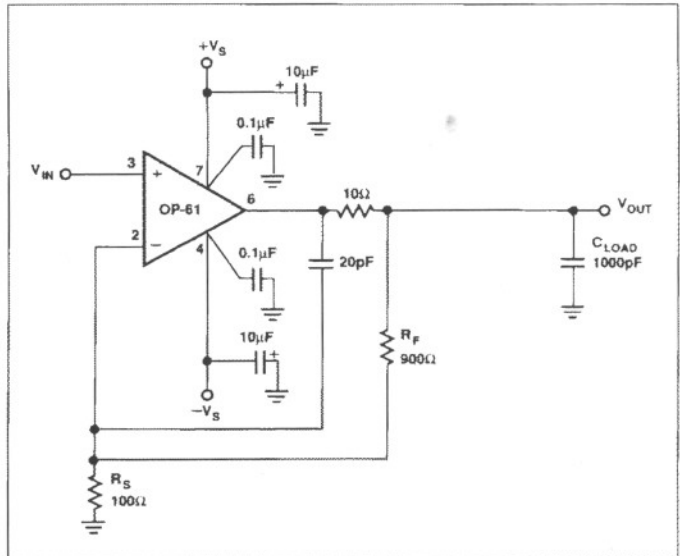 +VS
10µF
+
0.1µF
VIN
3
7
+
OP-61
6
10Ω
VOUT
2
−
4
0.1µF
20pF
CLOAD
1000pF
10µF
+
RF
900Ω
−VS
RS
100Ω